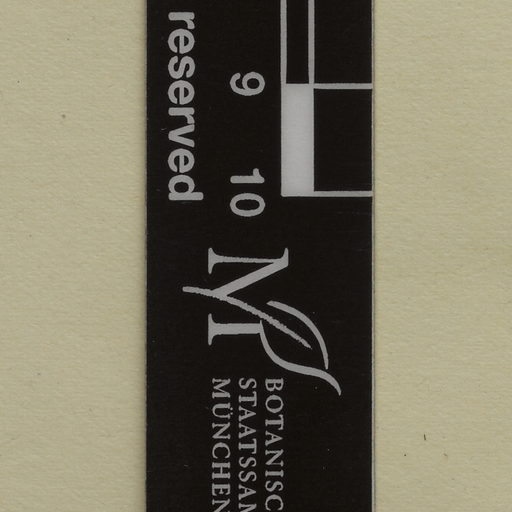 reserved
9
10
M
BOTANISC
STAATSSAM
MÜNCHEN